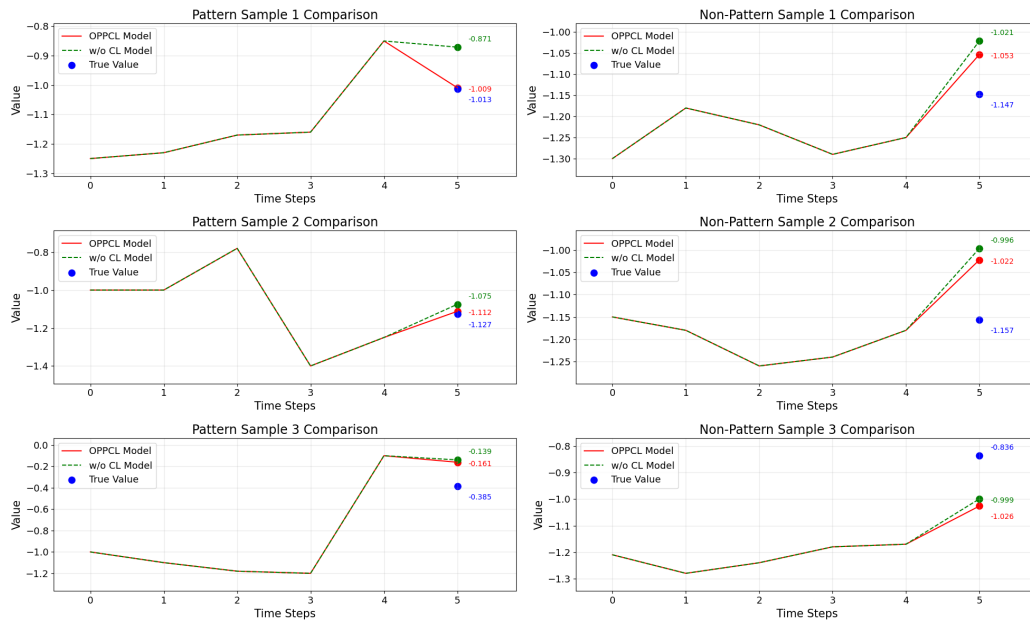 Pattern Sample 1 Comparison
−0.8
−0.9
−1.0
−1.1
−1.2
−1.3
Value
OPPCL Model
w/o CL Model
True Value
-0.871
-1.009
-1.013
0 1 2 3 4 5
Time Steps
Non-Pattern Sample 1 Comparison
−1.00
−1.05
−1.10
−1.15
−1.20
−1.25
−1.30
Value
OPPCL Model
w/o CL Model
True Value
-1.021
-1.053
-1.147
0 1 2 3 4 5
Time Steps
Pattern Sample 2 Comparison
−0.8
−1.0
−1.2
−1.4
Value
OPPCL Model
w/o CL Model
True Value
-1.075
-1.112
-1.127
0 1 2 3 4 5
Time Steps
Non-Pattern Sample 2 Comparison
−1.00
−1.05
−1.10
−1.15
−1.20
−1.25
Value
OPPCL Model
w/o CL Model
True Value
-0.996
-1.022
-1.157
0 1 2 3 4 5
Time Steps
Pattern Sample 3 Comparison
0.0
−0.2
−0.4
−0.6
−0.8
−1.0
−1.2
Value
OPPCL Model
w/o CL Model
True Value
-0.139
-0.161
-0.385
0 1 2 3 4 5
Time Steps
Non-Pattern Sample 3 Comparison
−0.8
−0.9
−1.0
−1.1
−1.2
−1.3
Value
OPPCL Model
w/o CL Model
True Value
-0.836
-0.999
-1.026
0 1 2 3 4 5
Time Steps